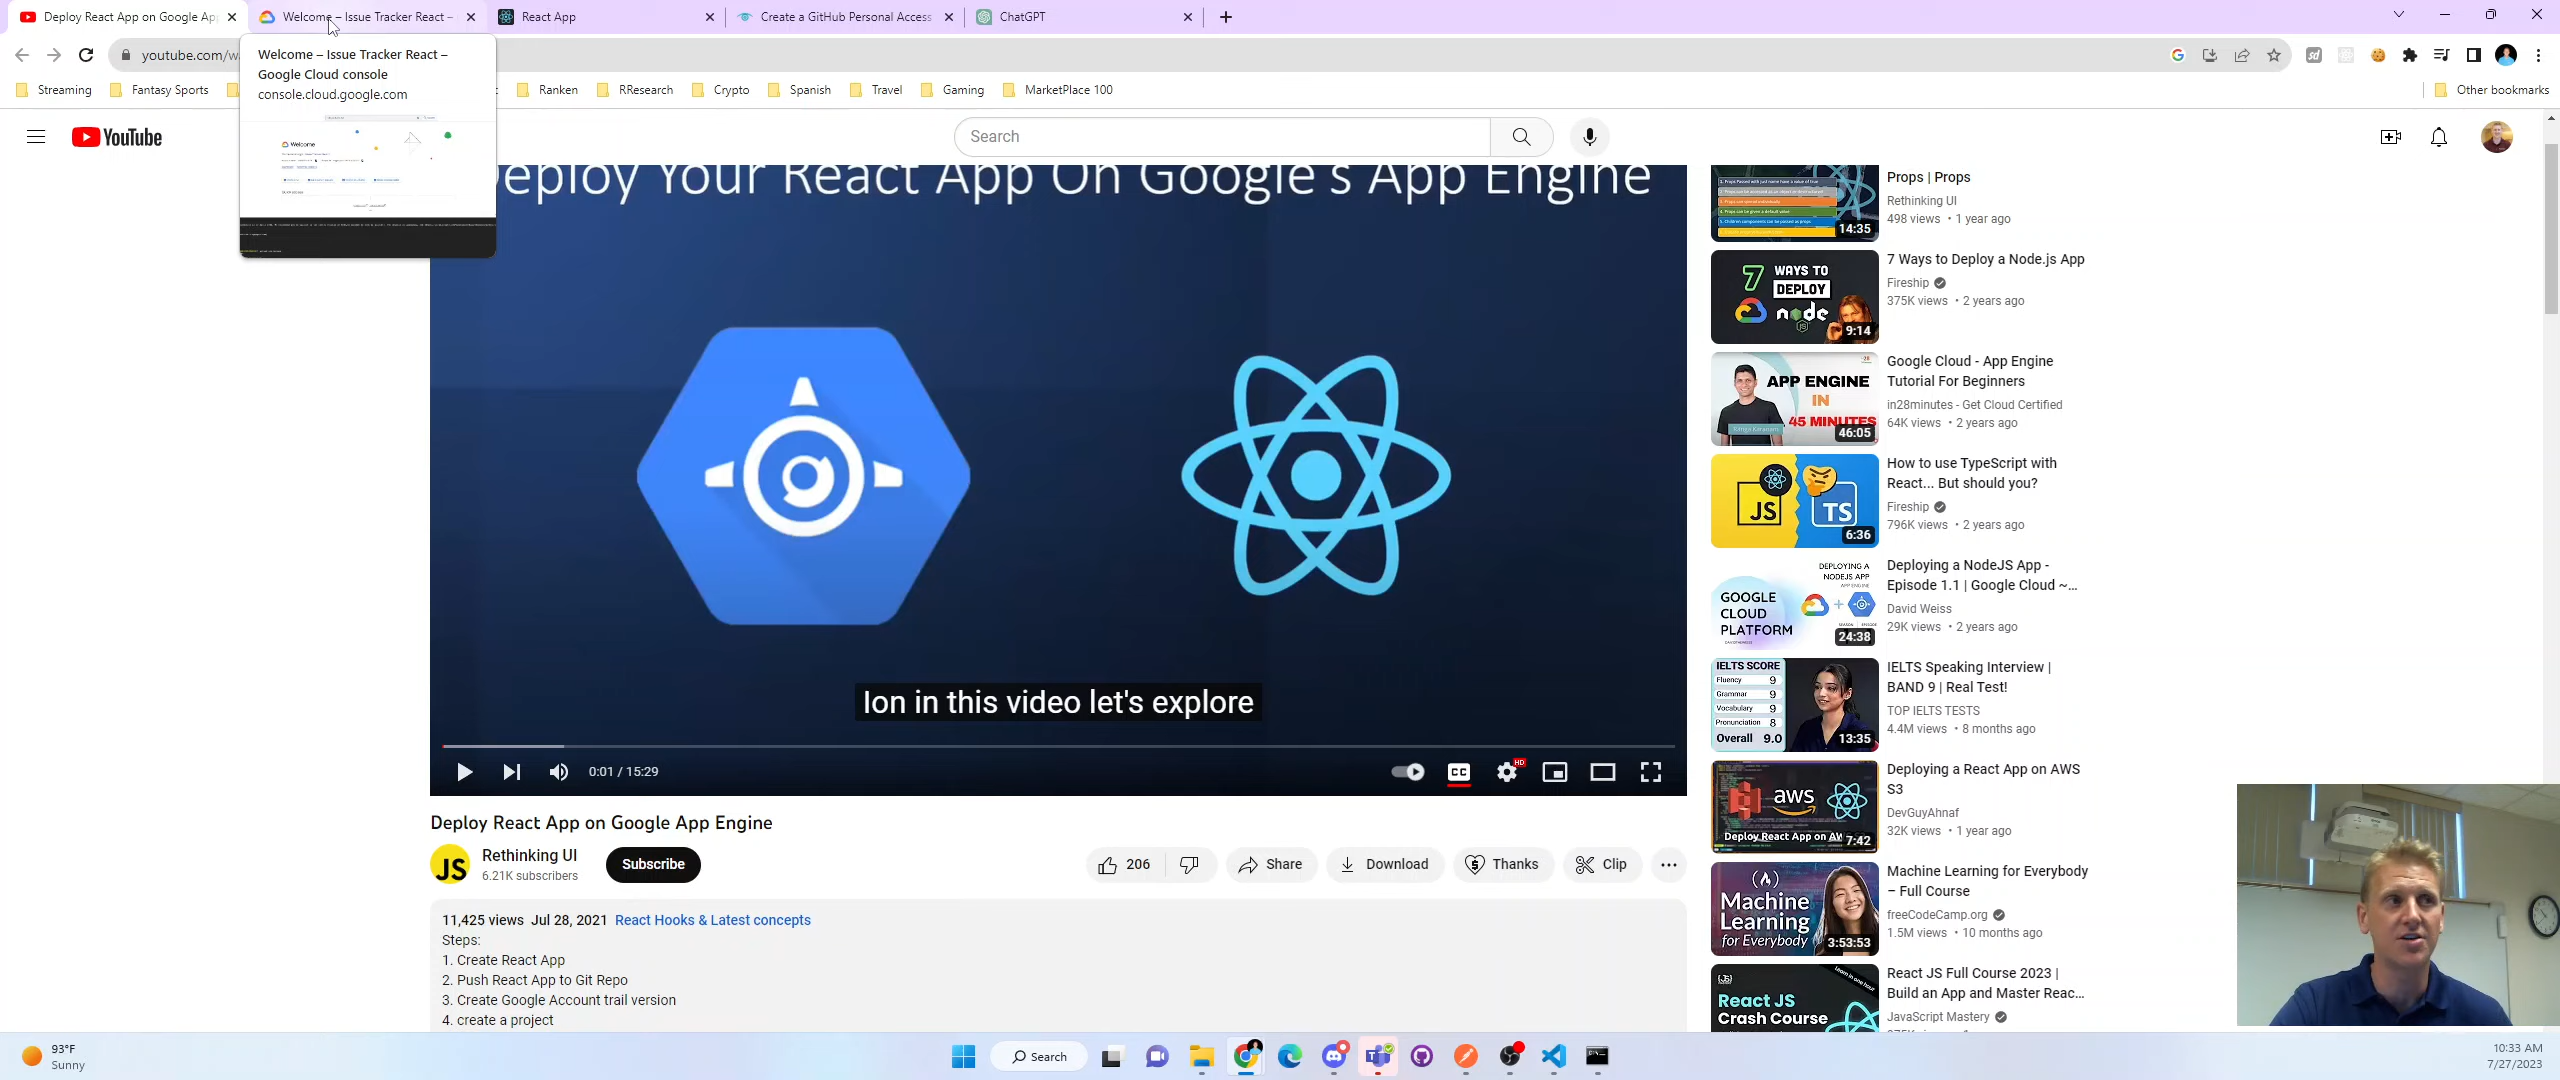 Deploy React App on Google Ap
Welcome – Issue Tracker React –
React App
Create a GitHub Personal Access
ChatGPT
youtube.com/wa
Welcome – Issue Tracker React –
Google Cloud console
console.cloud.google.com
Welcome
Streaming
Fantasy Sports
Ranken
RResearch
Crypto
Spanish
Travel
Gaming
MarketPlace 100
Other bookmarks
YouTube
Search
Deploy Your React App On Google's App Engine
Ion in this video let's explore
0:01 / 15:29
CC
HD
Deploy React App on Google App Engine
JS
Rethinking UI
6.21K subscribers
Subscribe
206
Share
Download
Thanks
Clip
11,425 views Jul 28, 2021 React Hooks & Latest concepts
Steps:
1. Create React App
2. Push React App to Git Repo
3. Create Google Account trail version
4. create a project
14:35
Props | Props
Rethinking UI
498 views • 1 year ago
7 WAYS TO
DEPLOY
node
9:14
7 Ways to Deploy a Node.js App
Fireship
375K views • 2 years ago
APP ENGINE
IN
45 MINUTES
46:05
Google Cloud - App Engine
Tutorial For Beginners
in28minutes - Get Cloud Certified
64K views • 2 years ago
JS
TS
6:36
How to use TypeScript with
React... But should you?
Fireship
796K views • 2 years ago
DEPLOYING A
NODEJS APP
GOOGLE
CLOUD
PLATFORM
24:38
Deploying a NodeJS App -
Episode 1.1 | Google Cloud ~...
David Weiss
29K views • 2 years ago
IELTS SCORE
Fluency 9
Grammar 9
Vocabulary 9
Pronunciation 8
Overall 9.0
13:35
IELTS Speaking Interview |
BAND 9 | Real Test!
TOP IELTS TESTS
4.4M views • 8 months ago
aws
Deploy React App on AW
7:42
Deploying a React App on AWS
S3
DevGuyAhnaf
32K views • 1 year ago
Machine
Learning
for Everybody
3:53:53
Machine Learning for Everybody
– Full Course
freeCodeCamp.org
1.5M views • 10 months ago
React JS
Crash Course
React JS Full Course 2023 |
Build an App and Master Reac...
JavaScript Mastery
93°F
Sunny
Search
10:33 AM
7/27/2023